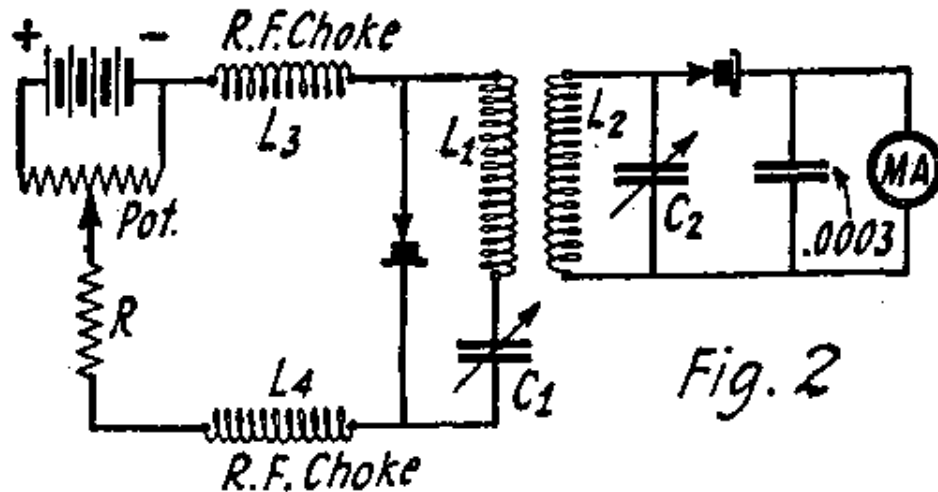 + -
R.F. Choke
L3
Pot.
R
L4
R.F. Choke
L1
L2
C1
C2
.0003
MA
Fig. 2